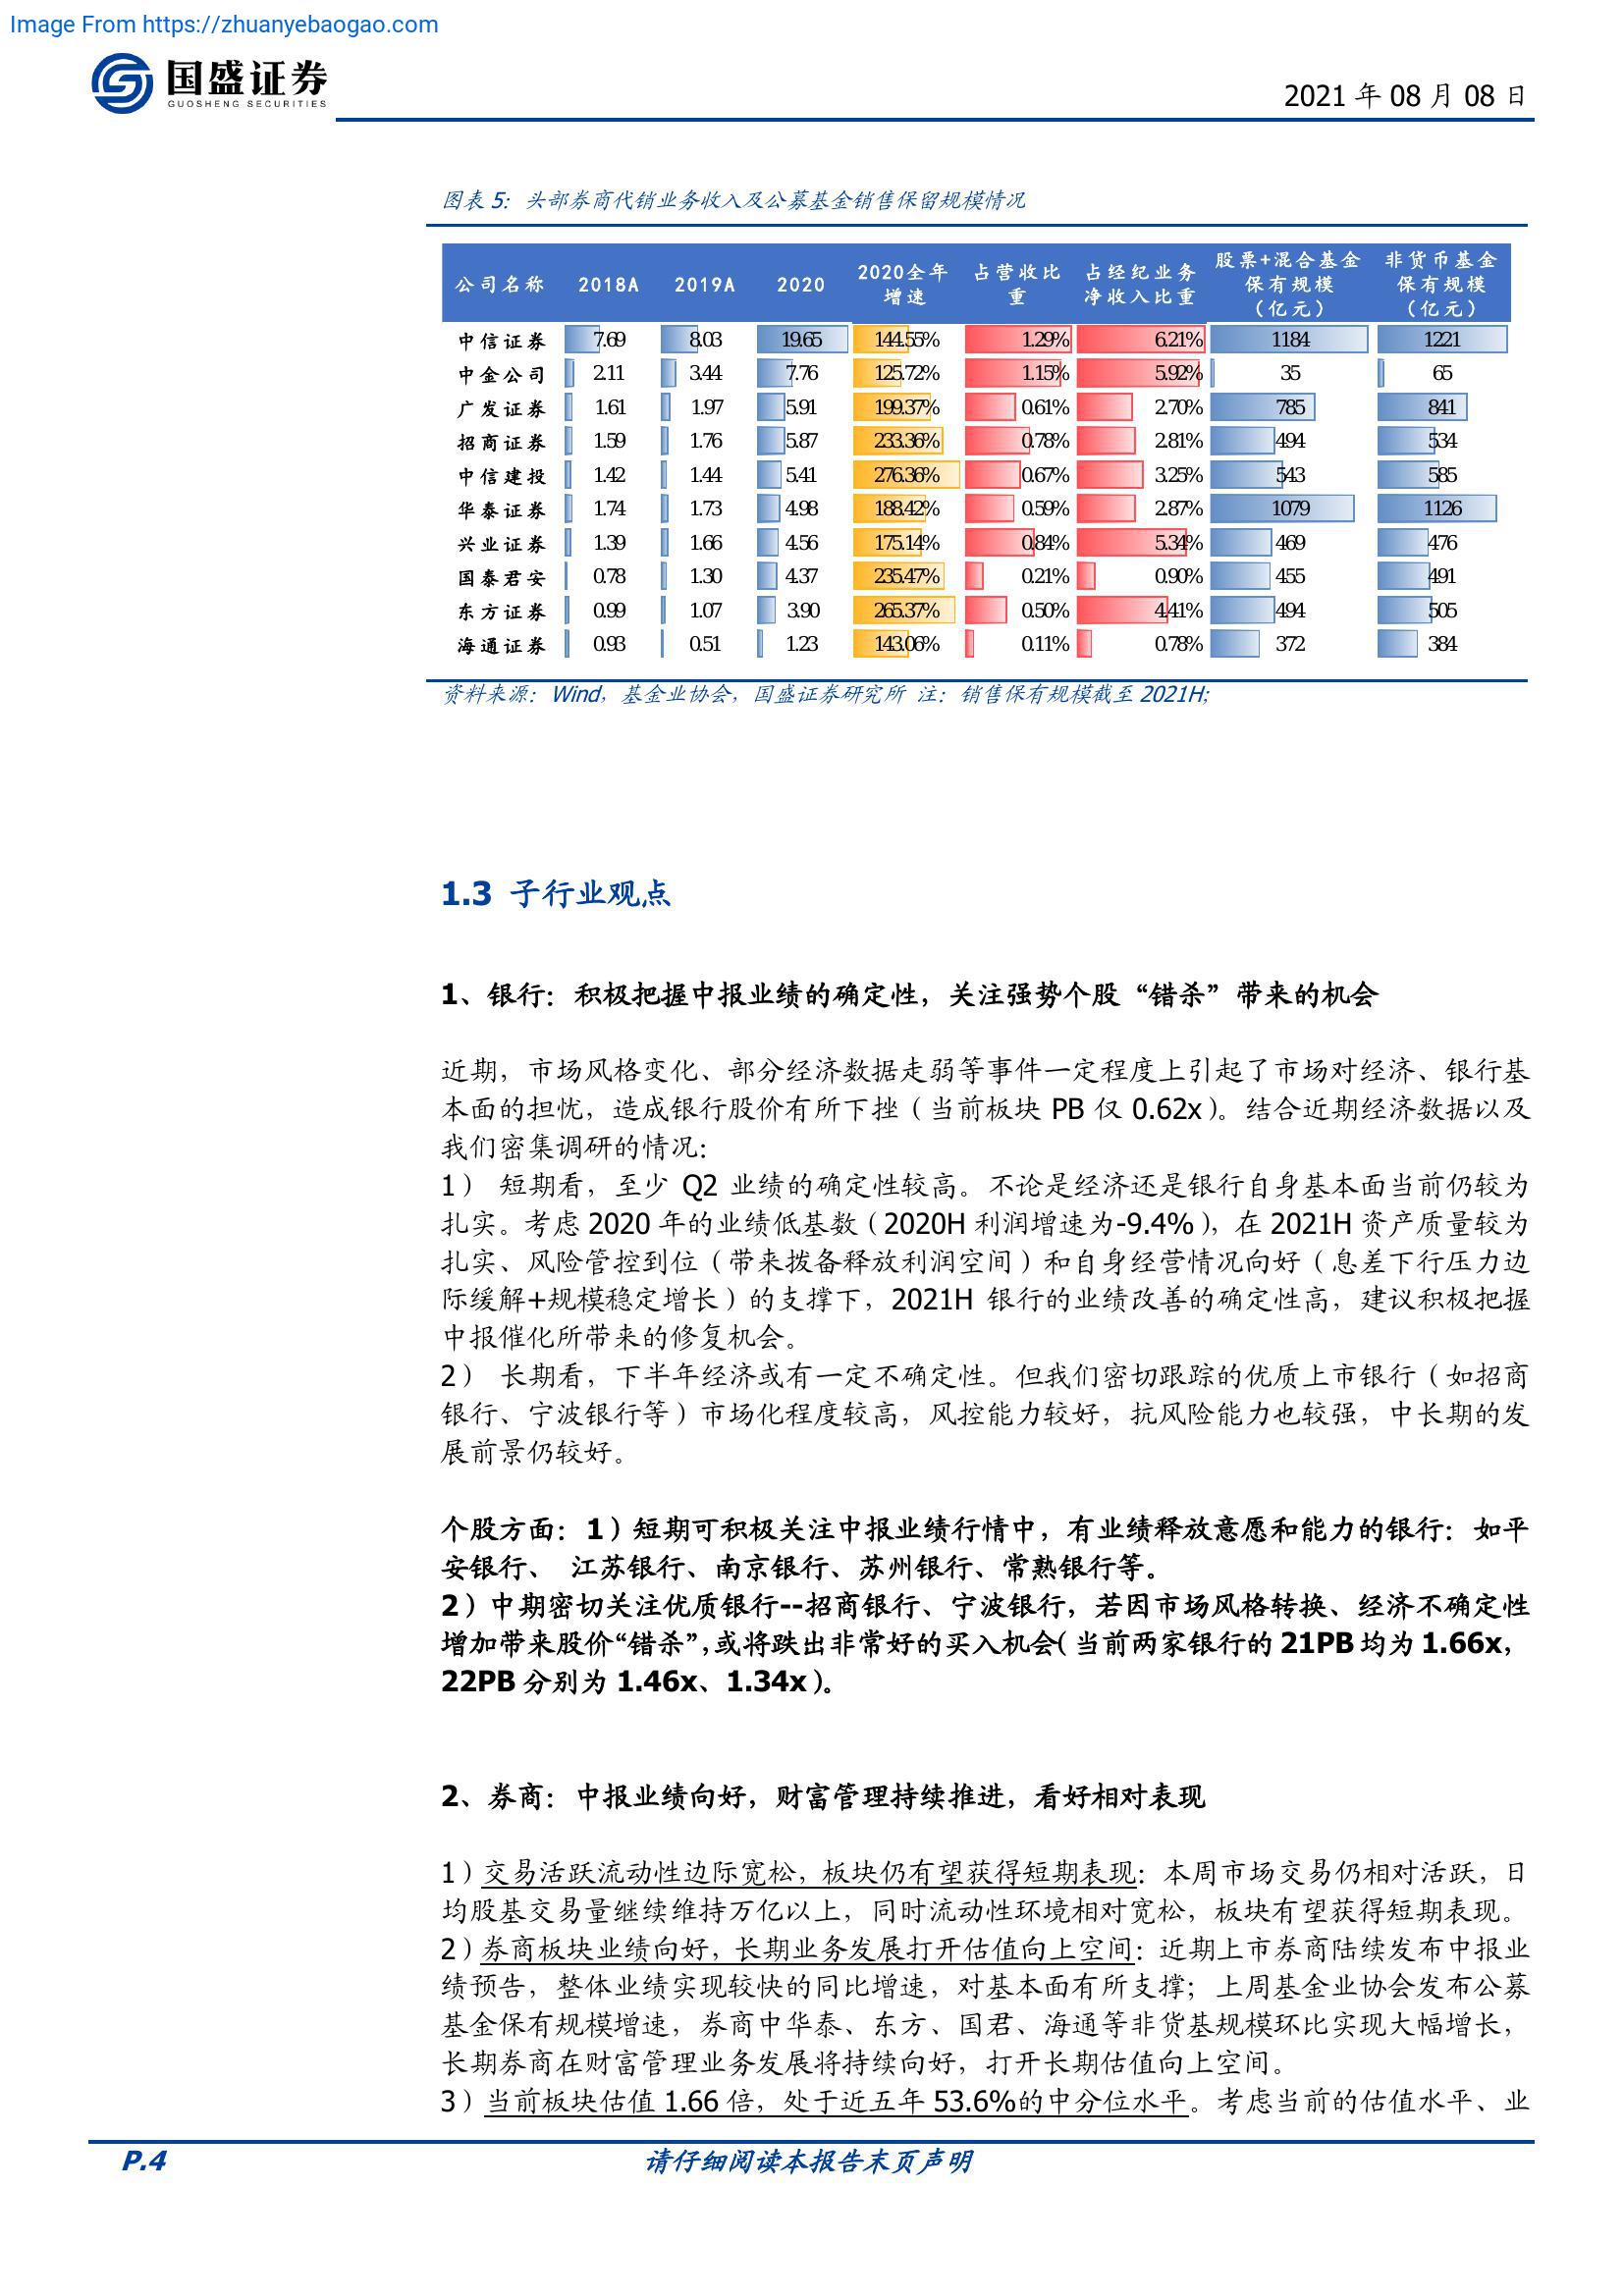 Image From https://zhuanyebaogao.com
国盛证券
GUOSHENG SECURITIES
2021 年 08 月 08 日
图表 5: 头部券商代销业务收入及公募基金销售保留规模情况
公司名称 2018A 2019A 2020 2020全年增速 占营收比重 占经纪业务净收入比重 股票+混合基金保有规模（亿元） 非货币基金保有规模（亿元）
中信证券 7.69 8.03 19.65 144.55% 1.29% 6.21% 1184 1221
中金公司 2.11 3.44 7.76 125.72% 1.15% 5.92% 35 65
广发证券 1.61 1.97 5.91 199.37% 0.61% 2.70% 785 841
招商证券 1.59 1.76 5.87 233.36% 0.78% 2.81% 494 534
中信建投 1.42 1.44 5.41 276.36% 0.67% 3.25% 543 585
华泰证券 1.74 1.73 4.98 188.42% 0.59% 2.87% 1079 1126
兴业证券 1.39 1.66 4.56 175.14% 0.84% 5.34% 469 476
国泰君安 0.78 1.30 4.37 235.47% 0.21% 0.90% 455 491
东方证券 0.99 1.07 3.90 265.37% 0.50% 4.41% 494 505
海通证券 0.93 0.51 1.23 143.06% 0.11% 0.78% 372 384
资料来源：Wind，基金业协会，国盛证券研究所 注：销售保有规模截至 2021H;
1.3 子行业观点
1、银行：积极把握中报业绩的确定性，关注强势个股“错杀”带来的机会
近期，市场风格变化、部分经济数据走弱等事件一定程度上引起了市场对经济、银行基
本面的担忧，造成银行股价有所下挫（当前板块 PB 仅 0.62x）。结合近期经济数据以及
我们密集调研的情况：
1） 短期看，至少 Q2 业绩的确定性较高。不论是经济还是银行自身基本面当前仍较为
扎实。考虑 2020 年的业绩低基数（2020H 利润增速为-9.4%），在 2021H 资产质量较为
扎实、风险管控到位（带来拨备释放利润空间）和自身经营情况向好（息差下行压力边
际缓解+规模稳定增长）的支撑下，2021H 银行的业绩改善的确定性高，建议积极把握
中报催化所带来的修复机会。
2） 长期看，下半年经济或有一定不确定性。但我们密切跟踪的优质上市银行（如招商
银行、宁波银行等）市场化程度较高，风控能力较好，抗风险能力也较强，中长期的发
展前景仍较好。
个股方面：1）短期可积极关注中报业绩行情中，有业绩释放意愿和能力的银行：如平
安银行、 江苏银行、南京银行、苏州银行、常熟银行等。
2）中期密切关注优质银行--招商银行、宁波银行，若因市场风格转换、经济不确定性
增加带来股价“错杀”，或将跌出非常好的买入机会（当前两家银行的 21PB 均为 1.66x，
22PB 分别为 1.46x、1.34x）。
2、券商：中报业绩向好，财富管理持续推进，看好相对表现
1）交易活跃流动性边际宽松，板块仍有望获得短期表现：本周市场交易仍相对活跃，日
均股基交易量继续维持万亿以上，同时流动性环境相对宽松，板块有望获得短期表现。
2）券商板块业绩向好，长期业务发展打开估值向上空间：近期上市券商陆续发布中报业
绩预告，整体业绩实现较快的同比增速，对基本面有所支撑；上周基金业协会发布公募
基金保有规模增速，券商中华泰、东方、国君、海通等非货基规模环比实现大幅增长，
长期券商在财富管理业务发展将持续向好，打开长期估值向上空间。
3）当前板块估值 1.66 倍，处于近五年 53.6%的中分位水平。考虑当前的估值水平、业
P.4
请仔细阅读本报告末页声明